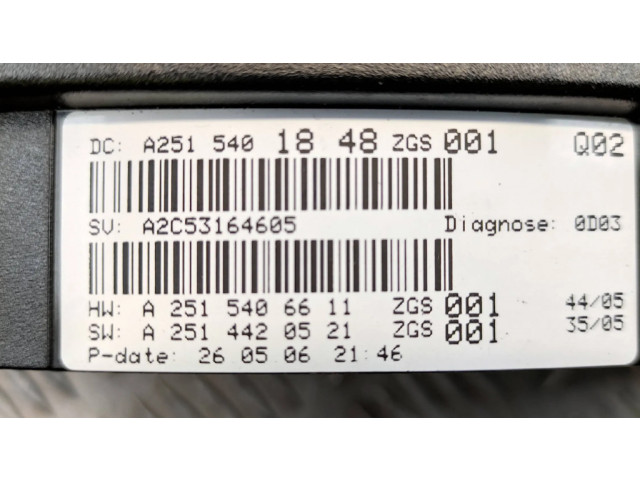 DC: A251 540 18 48 ZGS 001 Q02
SV: A2C53164605 Diagnose: 0D03
HW: A 251 540 66 11 ZGS 001 44/05
SW: A 251 442 05 21 ZGS 001 35/05
P-date: 26 05 06 21:46